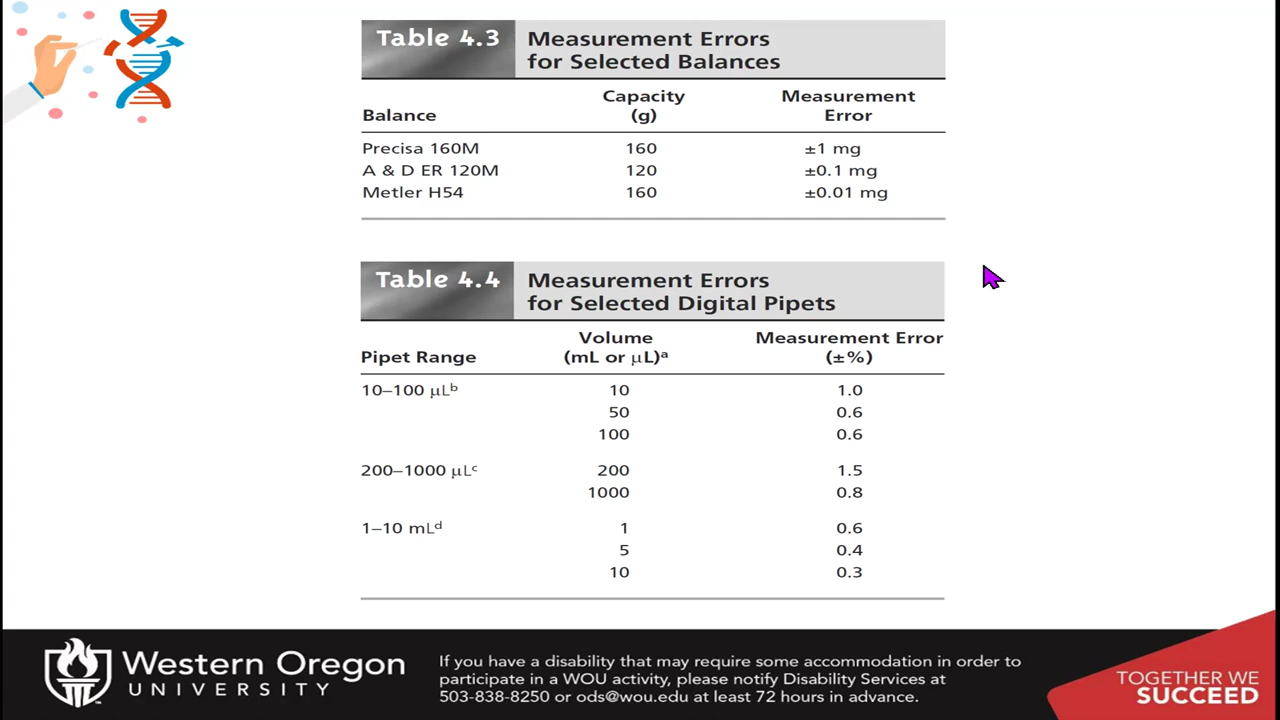 Table 4.3 Measurement Errors
for Selected Balances
Capacity Measurement
Balance (g) Error
Precisa 160M 160 ±1 mg
A & D ER 120M 120 ±0.1 mg
Metler H54 160 ±0.01 mg
Table 4.4 Measurement Errors
for Selected Digital Pipets
Volume Measurement Error
Pipet Range (mL or μL)ᵃ (±%)
10–100 μLᵇ 10 1.0
50 0.6
100 0.6
200–1000 μLᶜ 200 1.5
1000 0.8
1–10 mLᵈ 1 0.6
5 0.4
10 0.3
Western Oregon
UNIVERSITY
If you have a disability that may require some accommodation in order to
participate in a WOU activity, please notify Disability Services at
503-838-8250 or ods@wou.edu at least 72 hours in advance.
TOGETHER WE
SUCCEED